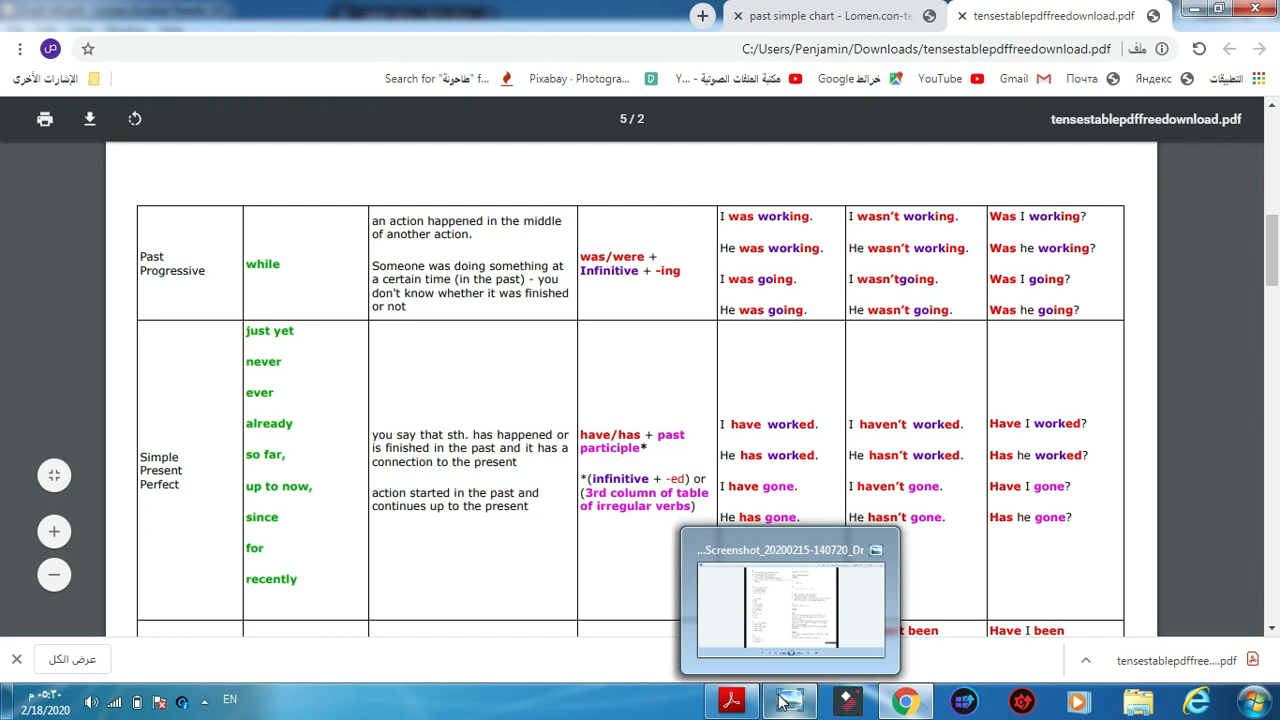 past simple chart - Lomen.con-te
tensestablepdffreedownload.pdf
C:/Users/Penjamin/Downloads/tensestablepdffreedownload.pdf
ملف
ص
الإشارات الأخرى
Search for "طاحونة" f...
Pixabay - Photogra...
مكتبة الملفات الصوتية - Y...
خرائط Google
YouTube
Gmail
Почта
Яндекс
التطبيقات
5 / 2
tensestablepdffreedownload.pdf
Past
Progressive
while
an action happened in the middle
of another action.
Someone was doing something at
a certain time (in the past) - you
don't know whether it was finished
or not
was/were +
Infinitive + -ing
I was working.
He was working.
I was going.
He was going.
I wasn't working.
He wasn't working.
I wasn'tgoing.
He wasn't going.
Was I working?
Was he working?
Was I going?
Was he going?
Simple
Present
Perfect
just yet
never
ever
already
so far,
up to now,
since
for
recently
you say that sth. has happened or
is finished in the past and it has a
connection to the present
action started in the past and
continues up to the present
have/has + past
participle*
*(infinitive + -ed) or
(3rd column of table
of irregular verbs)
I have worked.
He has worked.
I have gone.
He has gone.
I haven't worked.
He hasn't worked.
I haven't gone.
He hasn't gone.
Have I worked?
Has he worked?
Have I gone?
Has he gone?
...Screenshot_20200215-140720_Dr
t been
Have I been
عرض الكل
tensestablepdffree....pdf
م ٠٥:٣٠
2/18/2020
EN